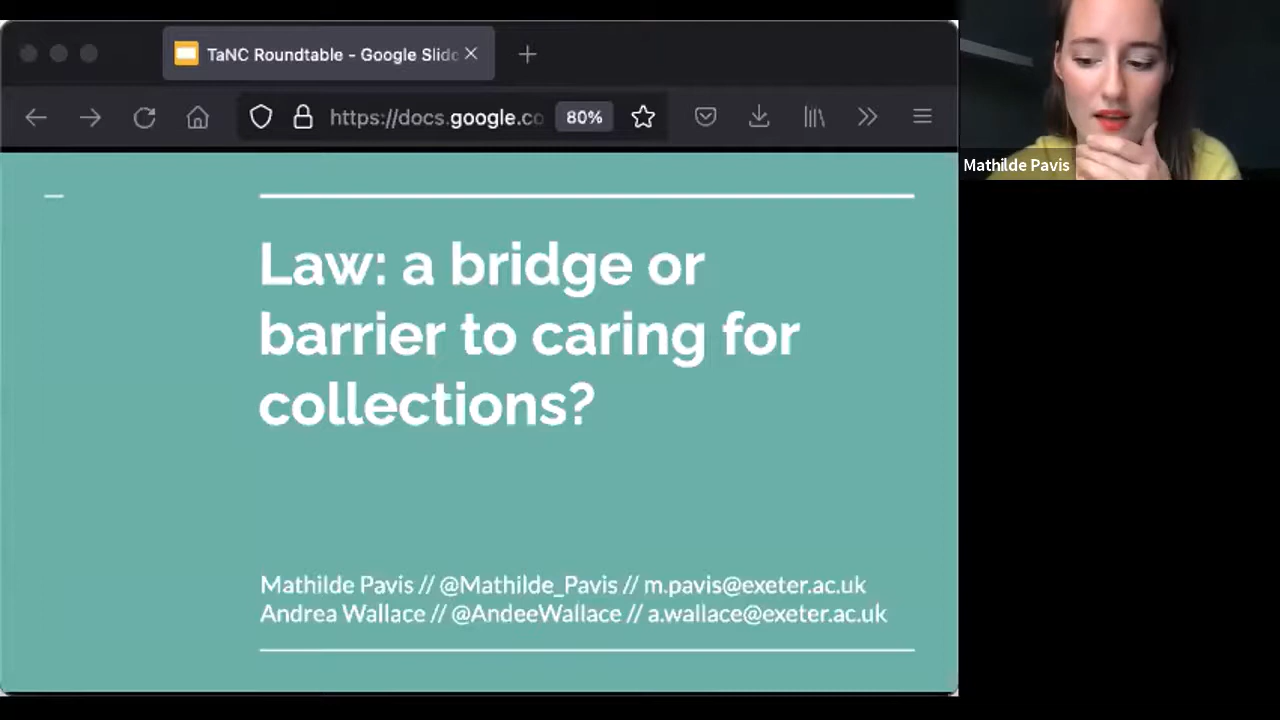 TaNC Roundtable - Google Slid
https://docs.google.co
80%
Mathilde Pavis
Law: a bridge or
barrier to caring for
collections?
Mathilde Pavis // @Mathilde_Pavis // m.pavis@exeter.ac.uk
Andrea Wallace // @AndeeWallace // a.wallace@exeter.ac.uk